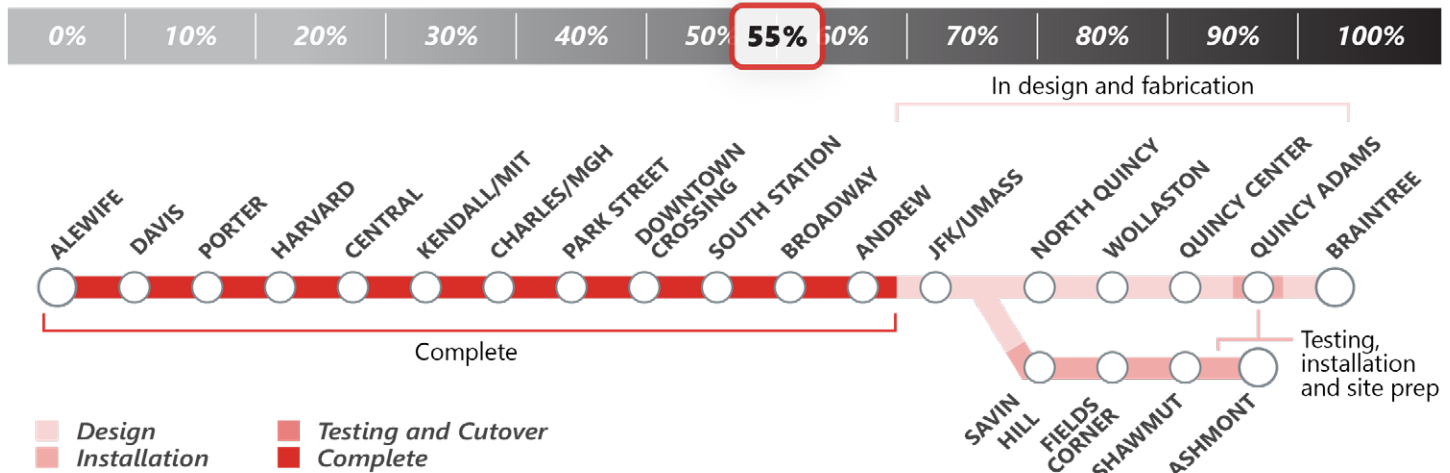 0% 10% 20% 30% 40% 50% 55% 60% 70% 80% 90% 100%
In design and fabrication
ALEWIFE
DAVIS
PORTER
HARVARD
CENTRAL
KENDALL/MIT
CHARLES/MGH
PARK STREET
DOWNTOWN
CROSSING
SOUTH STATION
BROADWAY
ANDREW
JFK/UMASS
NORTH QUINCY
WOLLASTON
QUINCY CENTER
QUINCY ADAMS
BRAINTREE
Complete
Testing,
installation
and site prep
SAVIN
HILL
FIELDS
CORNER
SHAWMUT
ASHMONT
Design
Installation
Testing and Cutover
Complete